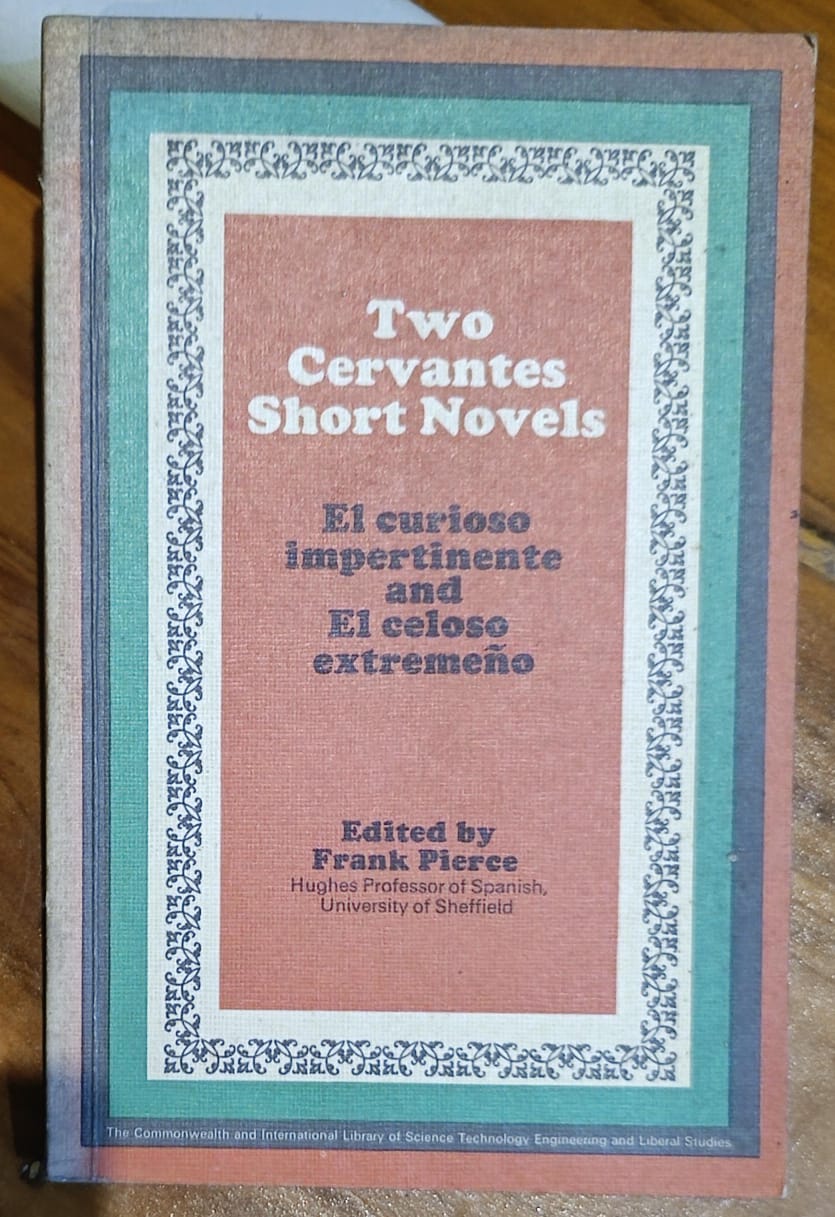 Two
Cervantes
Short Novels
El curioso
impertinente
and
El celoso
extremeño
Edited by
Frank Pierce
Hughes Professor of Spanish,
University of Sheffield
The Commonwealth and International Library of Science Technology Engineering and Liberal Studies